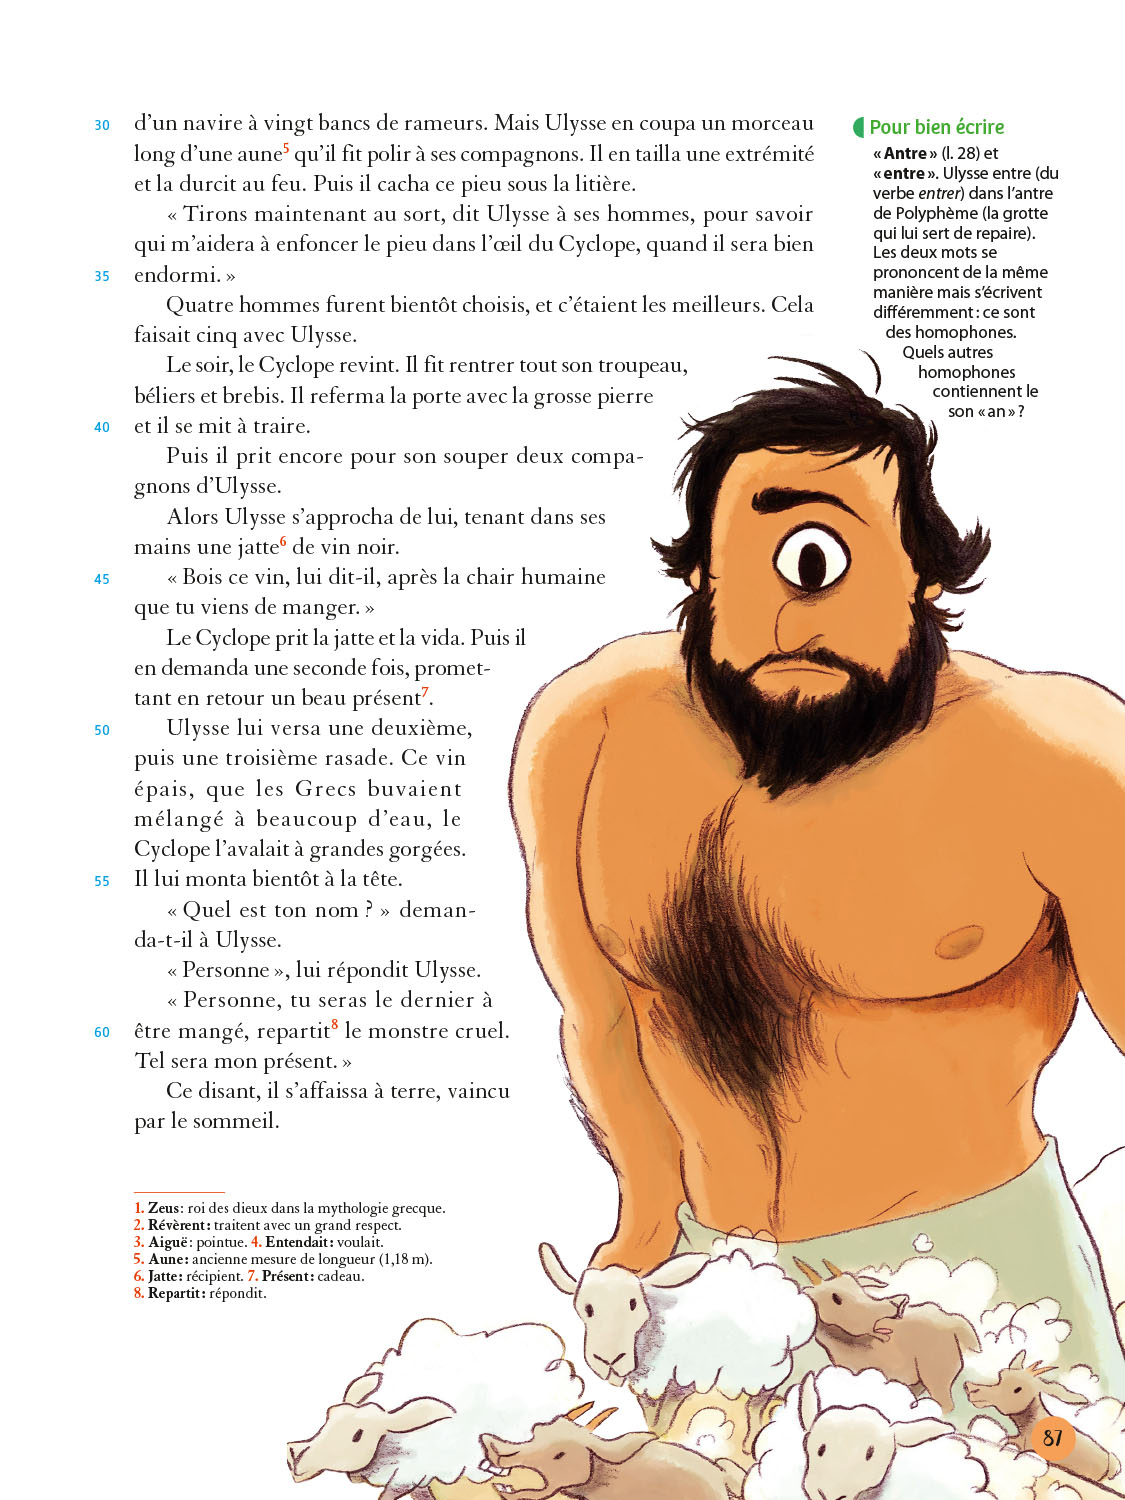 30 d’un navire à vingt bancs de rameurs. Mais Ulysse en coupa un morceau
long d’une aune5 qu’il fit polir à ses compagnons. Il en tailla une extrémité
et la durcit au feu. Puis il cacha ce pieu sous la litière.
« Tirons maintenant au sort, dit Ulysse à ses hommes, pour savoir
qui m’aidera à enfoncer le pieu dans l’œil du Cyclope, quand il sera bien
35 endormi. »
Quatre hommes furent bientôt choisis, et c’étaient les meilleurs. Cela
faisait cinq avec Ulysse.
Le soir, le Cyclope revint. Il fit rentrer tout son troupeau,
béliers et brebis. Il referma la porte avec la grosse pierre
40 et il se mit à traire.
Puis il prit encore pour son souper deux compa-
gnons d’Ulysse.
Alors Ulysse s’approcha de lui, tenant dans ses
mains une jatte6 de vin noir.
45 « Bois ce vin, lui dit-il, après la chair humaine
que tu viens de manger. »
Le Cyclope prit la jatte et la vida. Puis il
en demanda une seconde fois, promet-
tant en retour un beau présent7.
50 Ulysse lui versa une deuxième,
puis une troisième rasade. Ce vin
épais, que les Grecs buvaient
mélangé à beaucoup d’eau, le
Cyclope l’avalait à grandes gorgées.
55 Il lui monta bientôt à la tête.
« Quel est ton nom ? » deman-
da-t-il à Ulysse.
« Personne », lui répondit Ulysse.
« Personne, tu seras le dernier à
60 être mangé, repartit8 le monstre cruel.
Tel sera mon présent. »
Ce disant, il s’affaissa à terre, vaincu
par le sommeil.
1. Zeus : roi des dieux dans la mythologie grecque.
2. Révèrent : traitent avec un grand respect.
3. Aiguë : pointue. 4. Entendait : voulait.
5. Aune : ancienne mesure de longueur (1,18 m).
6. Jatte : récipient. 7. Présent : cadeau.
8. Repartit : répondit.
Pour bien écrire
« Antre » (l. 28) et
« entre ». Ulysse entre (du
verbe entrer) dans l’antre
de Polyphème (la grotte
qui lui sert de repaire).
Les deux mots se
prononcent de la même
manière mais s’écrivent
différemment : ce sont
des homophones.
Quels autres
homophones
contiennent le
son « an » ?
87